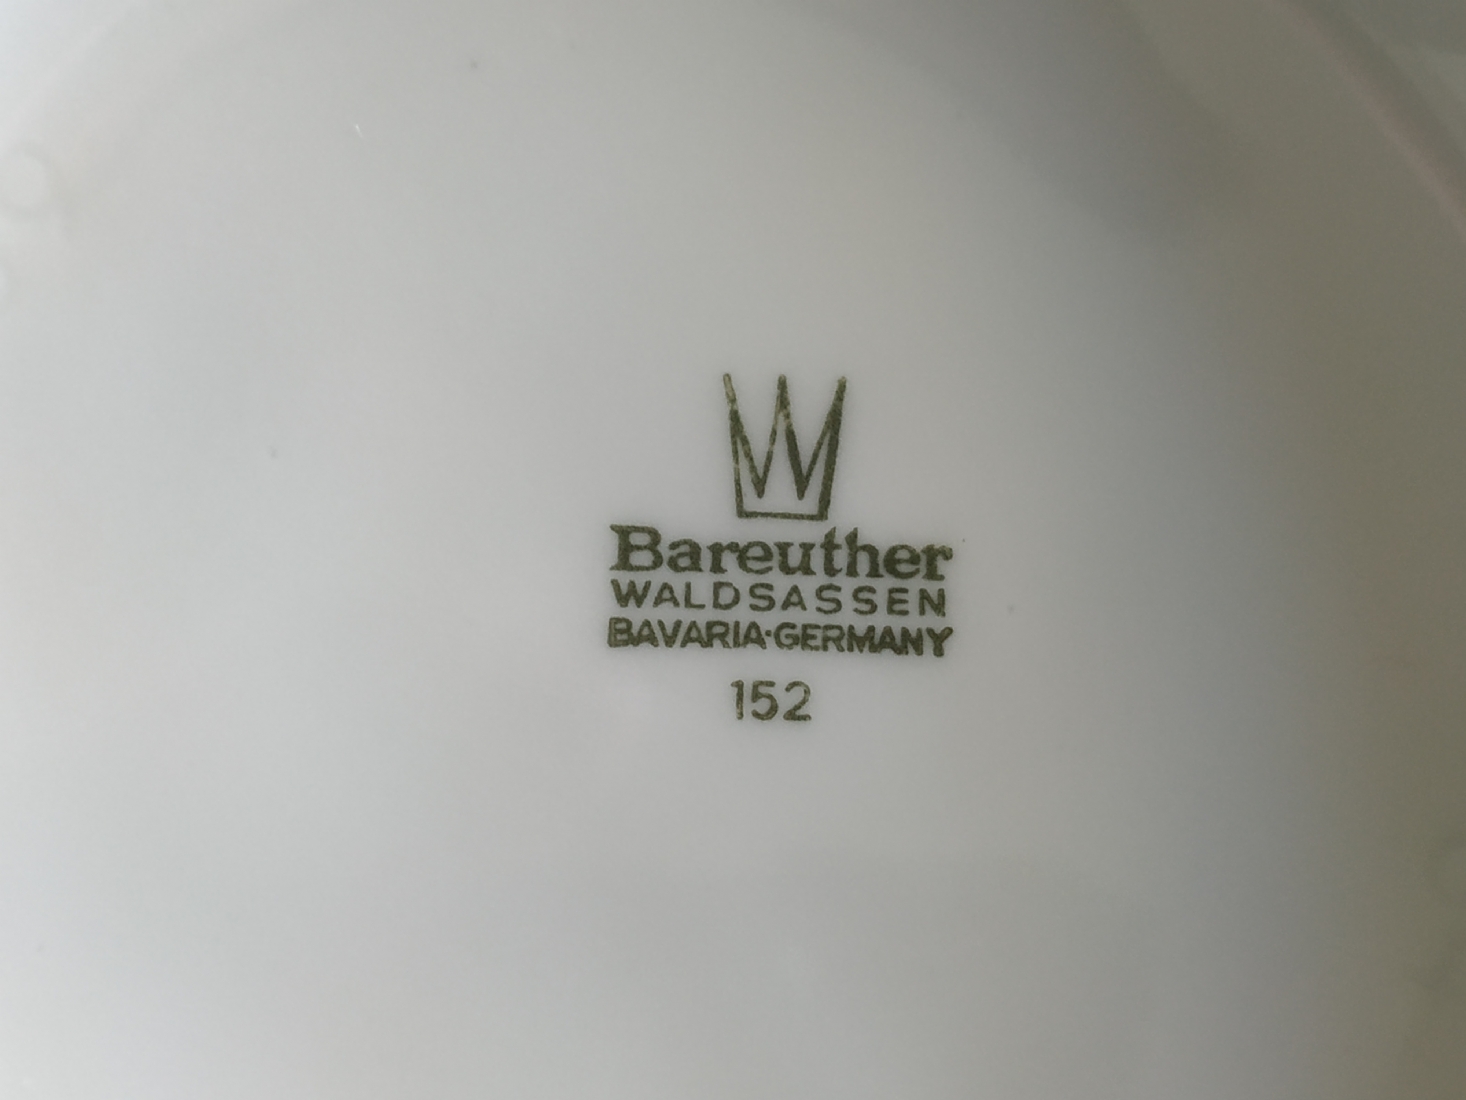 Bareuther
WALDSASSEN
BAVARIA·GERMANY
152